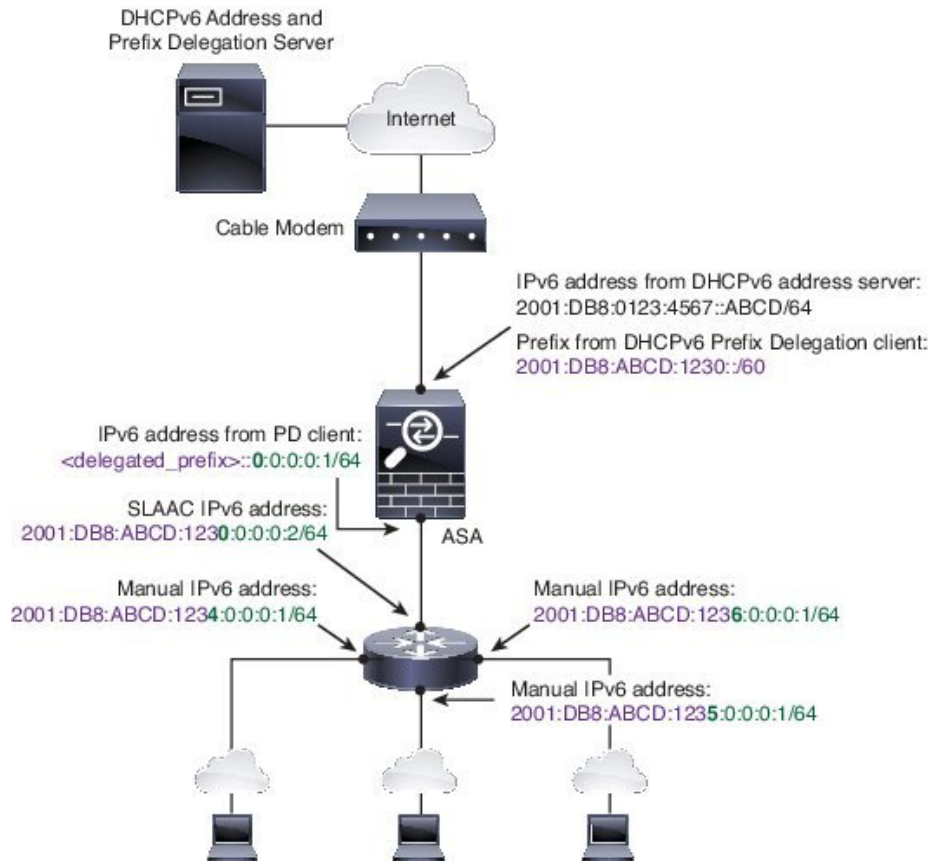 DHCPv6 Address and
Prefix Delegation Server
Internet
Cable Modem
IPv6 address from DHCPv6 address server:
2001:DB8:0123:4567::ABCD/64
Prefix from DHCPv6 Prefix Delegation client:
2001:DB8:ABCD:1230::/60
IPv6 address from PD client:
<delegated_prefix>::0:0:0:0:1/64
SLAAC IPv6 address:
2001:DB8:ABCD:1230:0:0:0:2/64
ASA
Manual IPv6 address:
2001:DB8:ABCD:1234:0:0:0:1/64
Manual IPv6 address:
2001:DB8:ABCD:1236:0:0:0:1/64
Manual IPv6 address:
2001:DB8:ABCD:1235:0:0:0:1/64